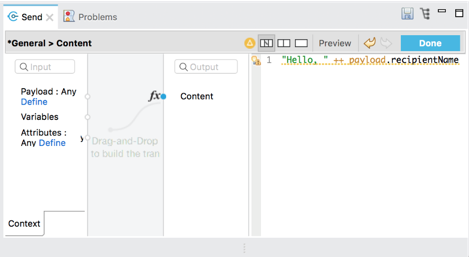 Send
Problems
*General > Content
Preview
Done
Input
Output
1 "Hello, " ++ payload.recipientName
Payload : Any
Define
Variables
Attributes :
Any Define
fx
Content
Drag-and-Drop
to build the tran
Context